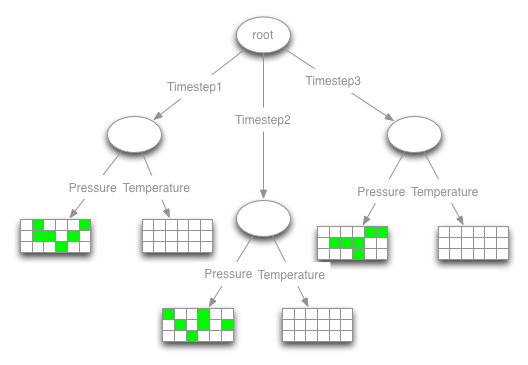 root
Timestep1
Timestep3
Timestep2
Pressure Temperature
Pressure Temperature
Pressure Temperature